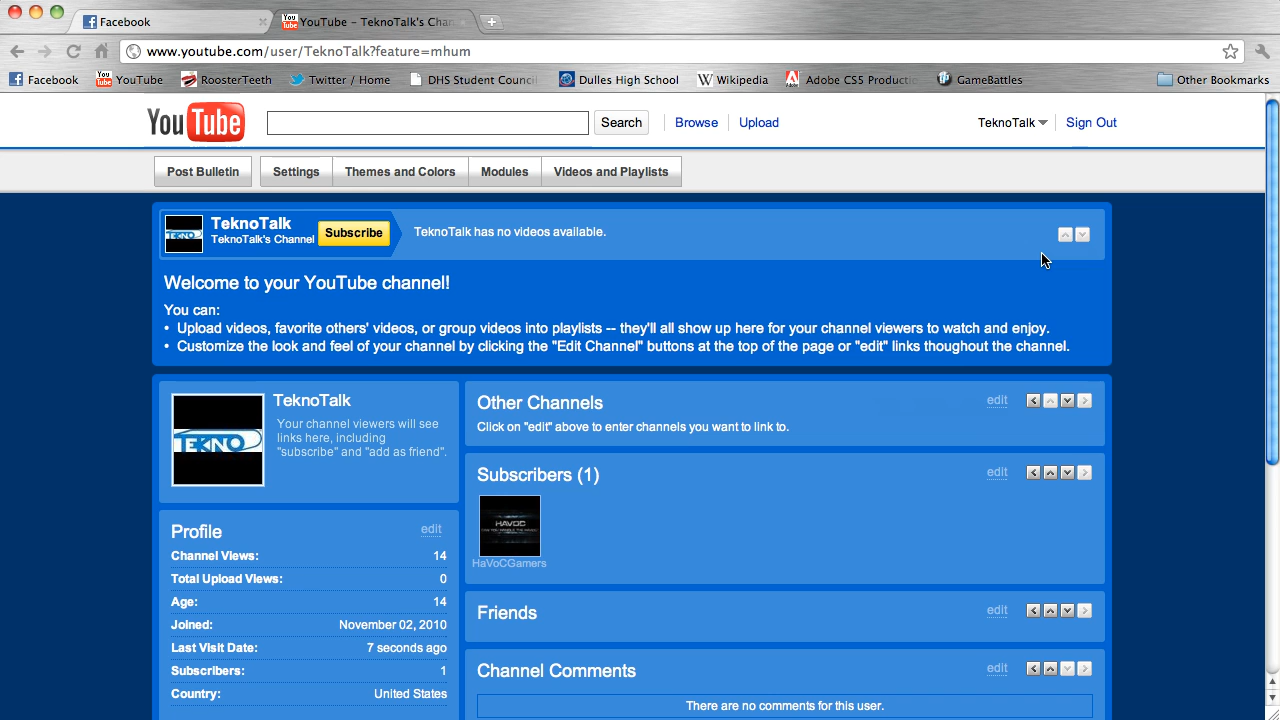 Facebook
YouTube - TeknoTalk's Chan
www.youtube.com/user/TeknoTalk?feature=mhum
Facebook YouTube RoosterTeeth Twitter / Home DHS Student Council Dulles High School Wikipedia Adobe CS5 Productio GameBattles Other Bookmarks
YouTube Search Browse Upload TeknoTalk Sign Out
Post Bulletin Settings Themes and Colors Modules Videos and Playlists
TeknoTalk
TeknoTalk's Channel
Subscribe
TeknoTalk has no videos available.
Welcome to your YouTube channel!
You can:
• Upload videos, favorite others' videos, or group videos into playlists -- they'll all show up here for your channel viewers to watch and enjoy.
• Customize the look and feel of your channel by clicking the "Edit Channel" buttons at the top of the page or "edit" links thoughout the channel.
TEKNO
TeknoTalk
Your channel viewers will see
links here, including
"subscribe" and "add as friend".
Profile edit
Channel Views: 14
Total Upload Views: 0
Age: 14
Joined: November 02, 2010
Last Visit Date: 7 seconds ago
Subscribers: 1
Country: United States
Other Channels edit
Click on "edit" above to enter channels you want to link to.
Subscribers (1) edit
HAVOC
HaVoCGamers
Friends edit
Channel Comments edit
There are no comments for this user.